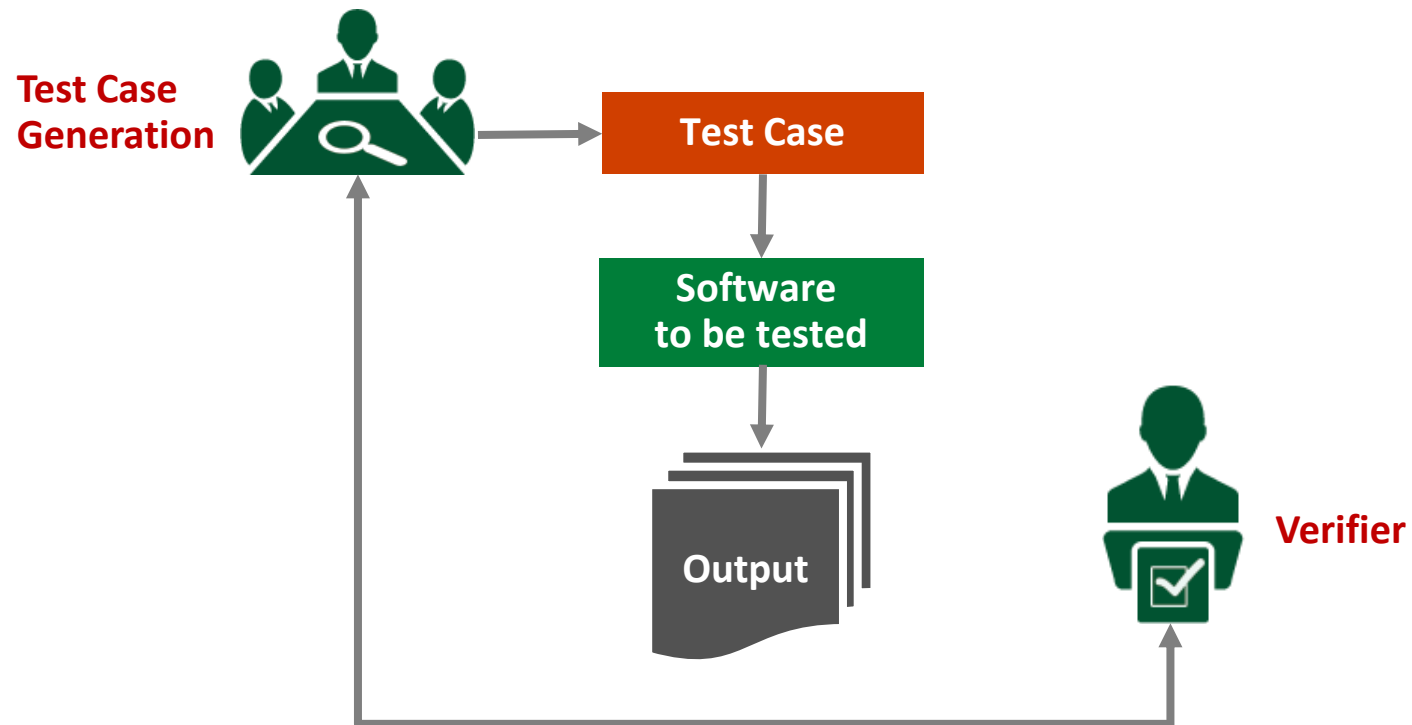 Test Case
Generation
Test Case
Software
to be tested
Output
Verifier